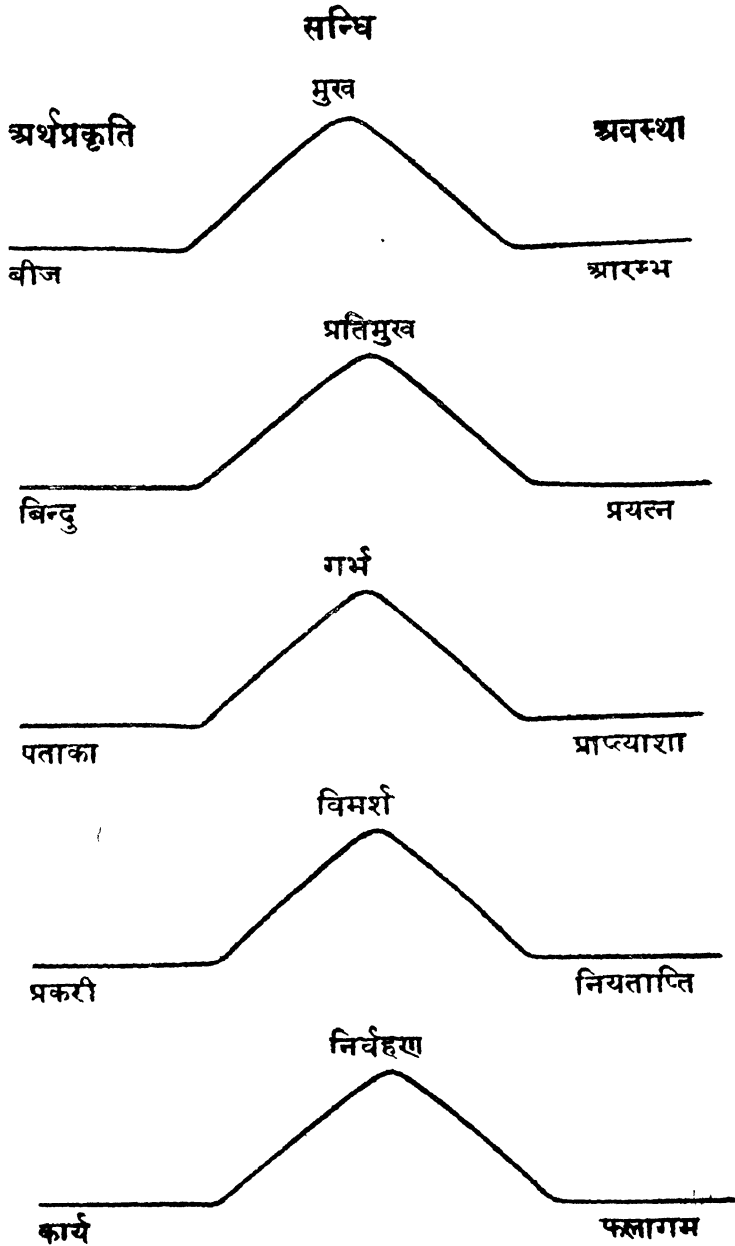 सन्धि
मुख
अर्थप्रकृति अवस्था
बीज आरम्भ
प्रतिमुख
बिन्दु प्रयत्न
गर्भ
पताका प्राप्त्याशा
विमर्श
प्रकरी नियताप्ति
निर्वहण
कार्य फलागम